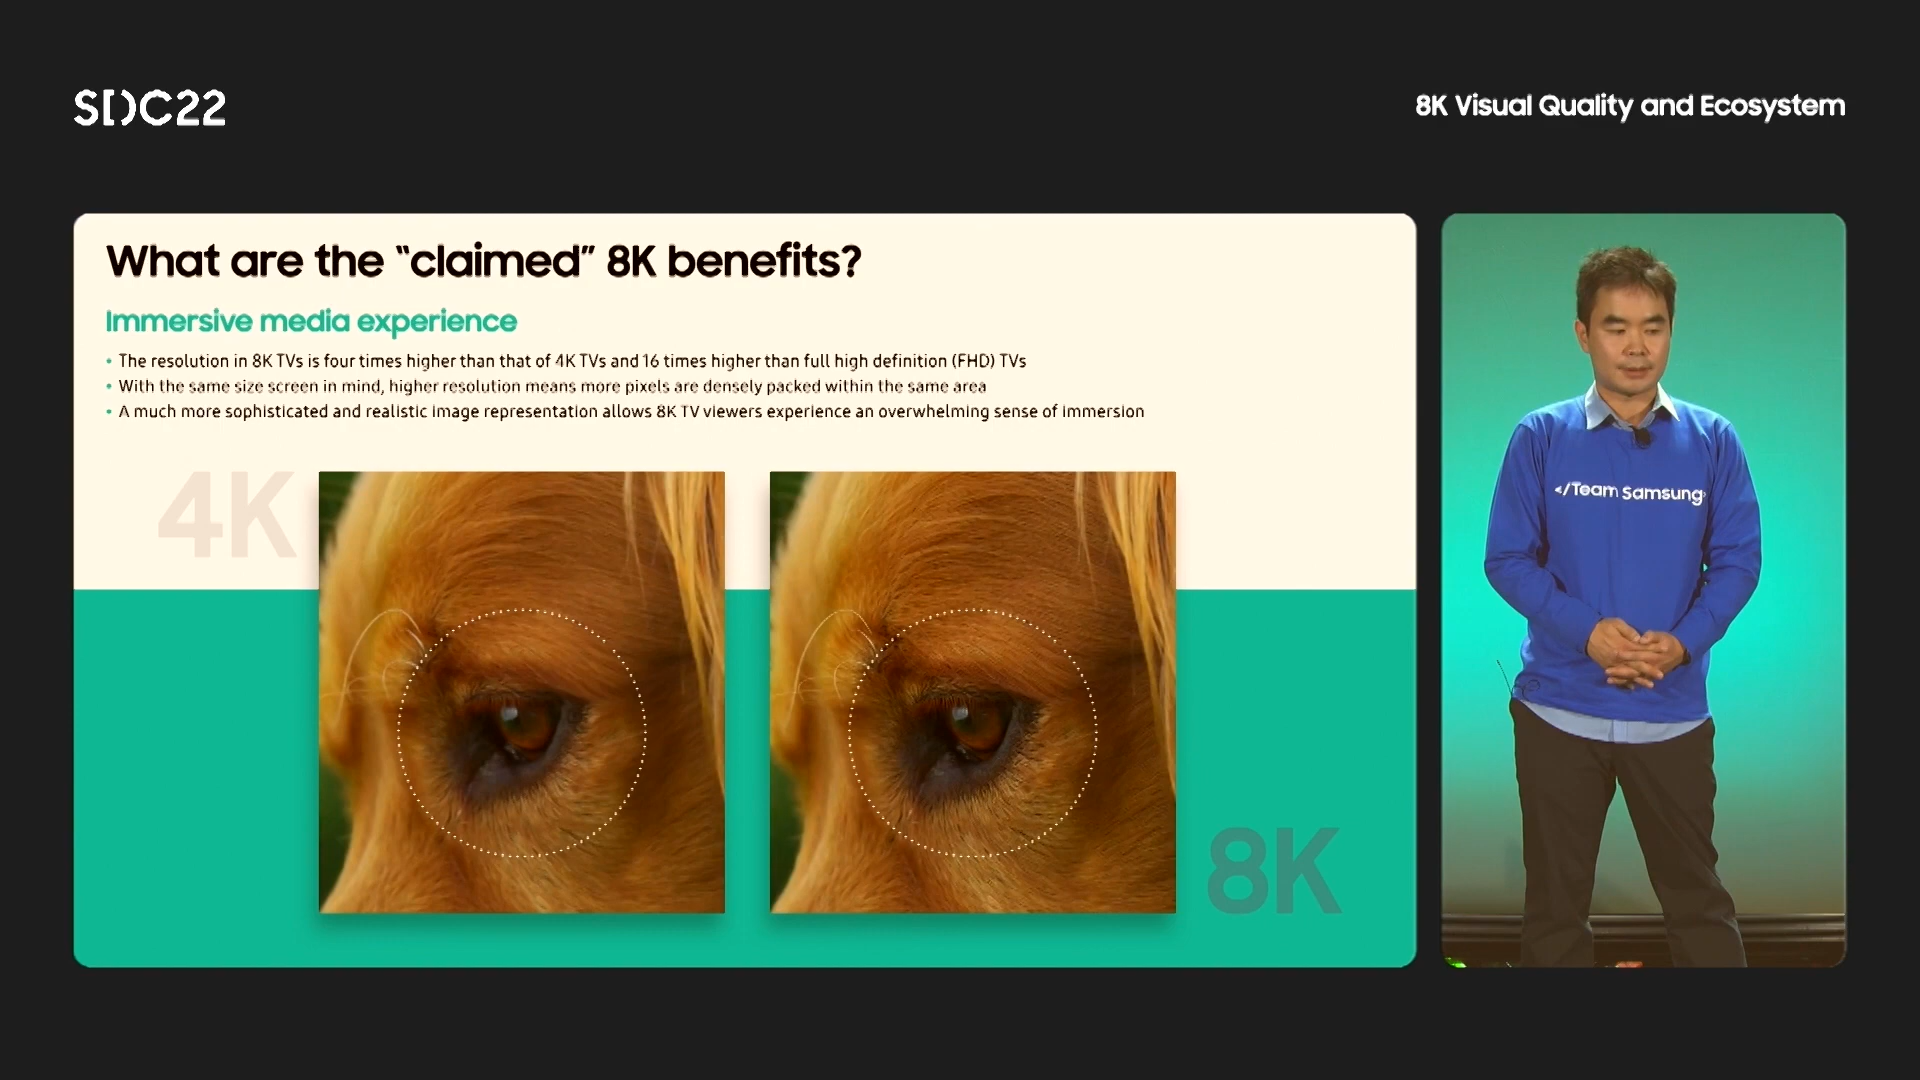 SDC22
8K Visual Quality and Ecosystem
What are the “claimed” 8K benefits?
Immersive media experience
• The resolution in 8K TVs is four times higher than that of 4K TVs and 16 times higher than full high definition (FHD) TVs
• With the same size screen in mind, higher resolution means more pixels are densely packed within the same area
• A much more sophisticated and realistic image representation allows 8K TV viewers experience an overwhelming sense of immersion
4K
8K
</Team Samsung>